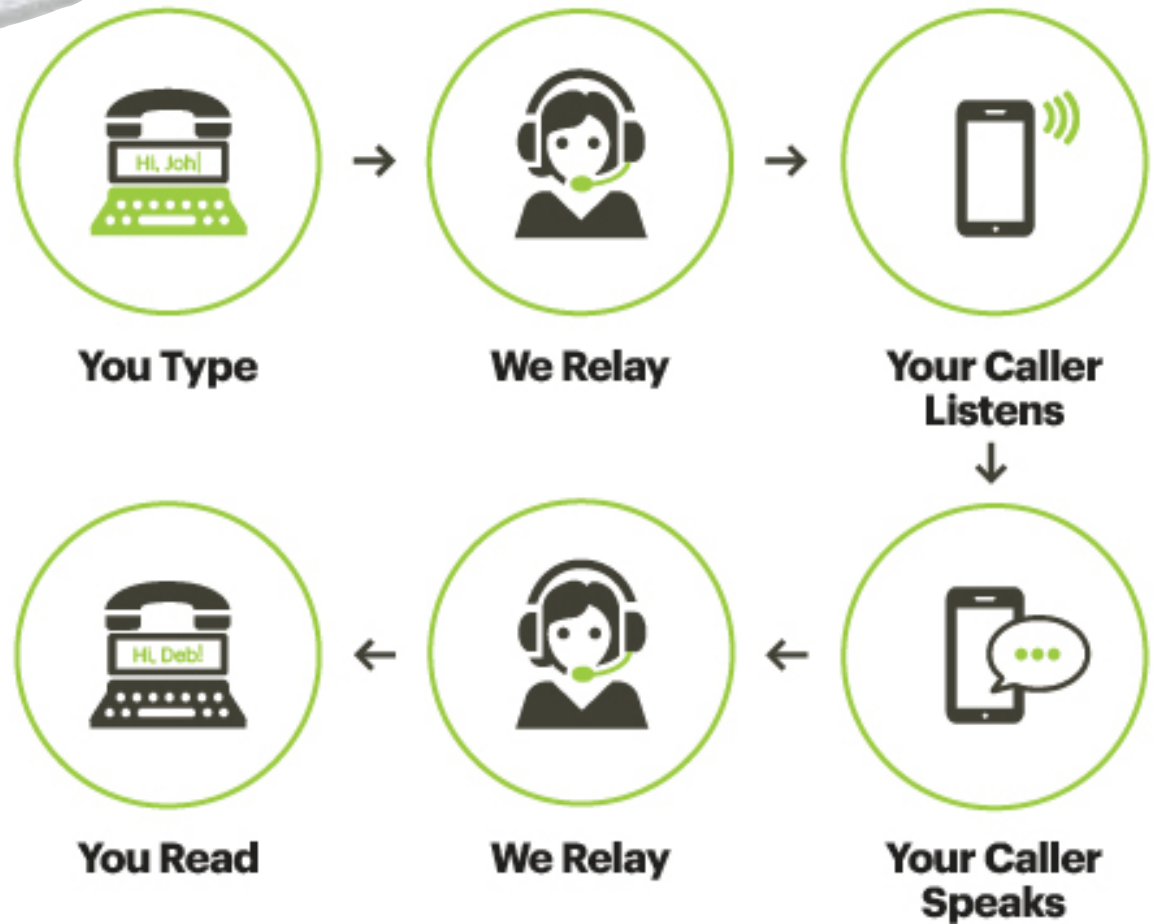 Hi, Joh
You Type
We Relay
Your Caller
Listens
Your Caller
Speaks
We Relay
Hi, Deb!
You Read